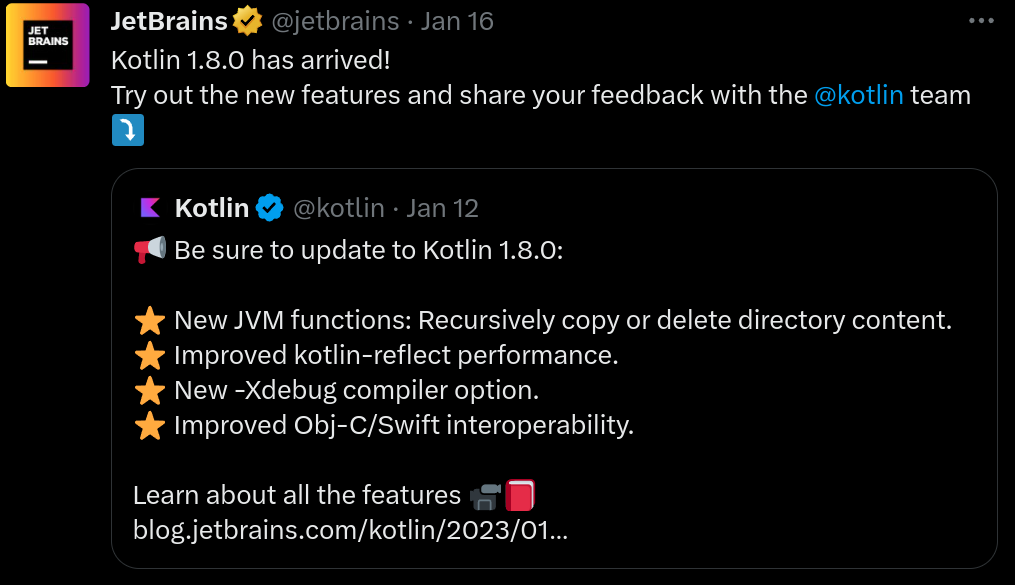 JET
BRAINS
JetBrains @jetbrains · Jan 16
Kotlin 1.8.0 has arrived!
Try out the new features and share your feedback with the @kotlin team
⤵️
Kotlin @kotlin · Jan 12
📢 Be sure to update to Kotlin 1.8.0:
⭐ New JVM functions: Recursively copy or delete directory content.
⭐ Improved kotlin-reflect performance.
⭐ New -Xdebug compiler option.
⭐ Improved Obj-C/Swift interoperability.
Learn about all the features 🎥📕
blog.jetbrains.com/kotlin/2023/01…